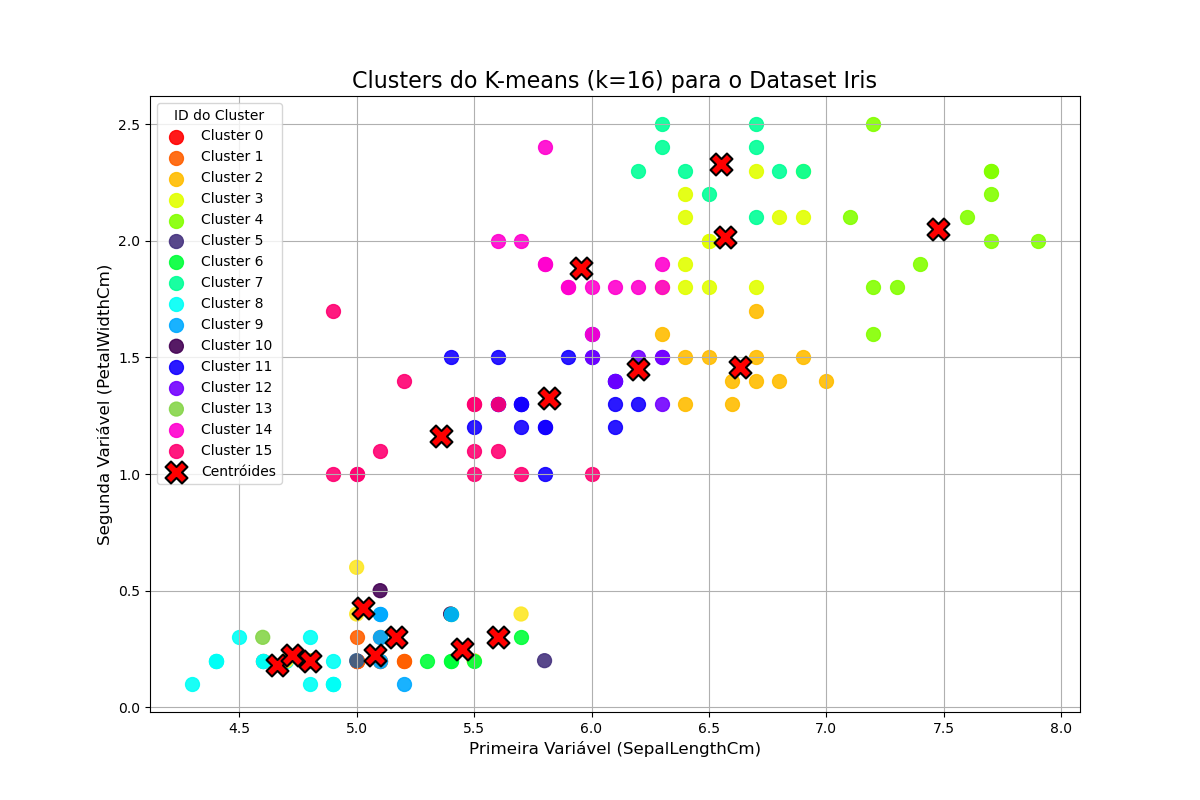 Clusters do K-means (k=16) para o Dataset Iris
ID do Cluster
Cluster 0
Cluster 1
Cluster 2
Cluster 3
Cluster 4
Cluster 5
Cluster 6
Cluster 7
Cluster 8
Cluster 9
Cluster 10
Cluster 11
Cluster 12
Cluster 13
Cluster 14
Cluster 15
Centróides
Segunda Variável (PetalWidthCm)
2.5
2.0
1.5
1.0
0.5
0.0
4.5 5.0 5.5 6.0 6.5 7.0 7.5 8.0
Primeira Variável (SepalLengthCm)